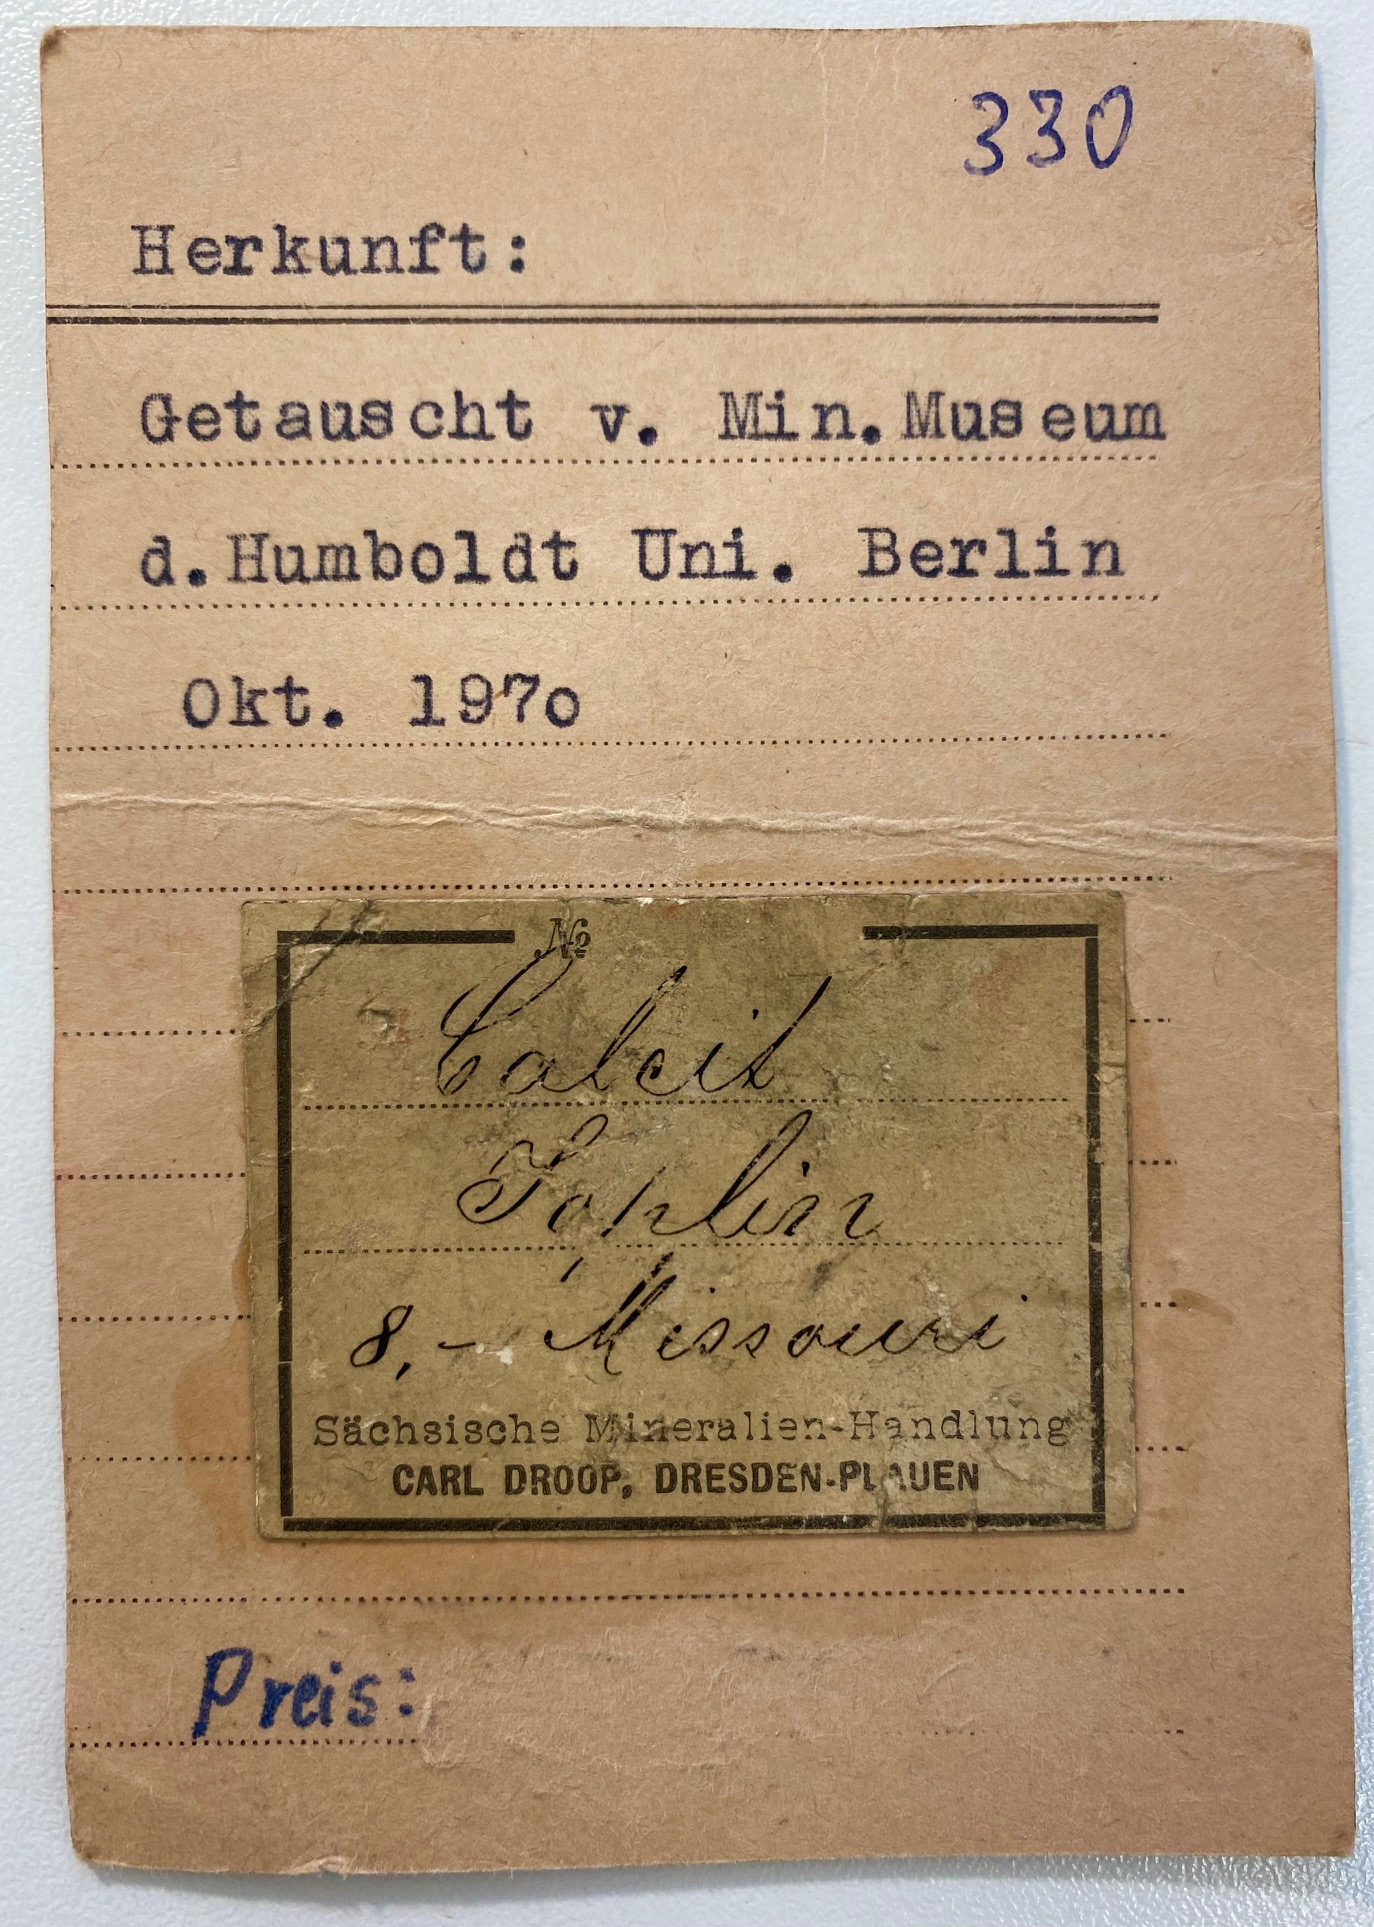 330
Herkunft:
Getauscht v. Min. Museum
d. Humboldt Uni. Berlin
Okt. 1970
№
Calcit
Joplin
8,- Missouri
Sächsische Mineralien-Handlung
CARL DROOP, DRESDEN-PLAUEN
Preis: